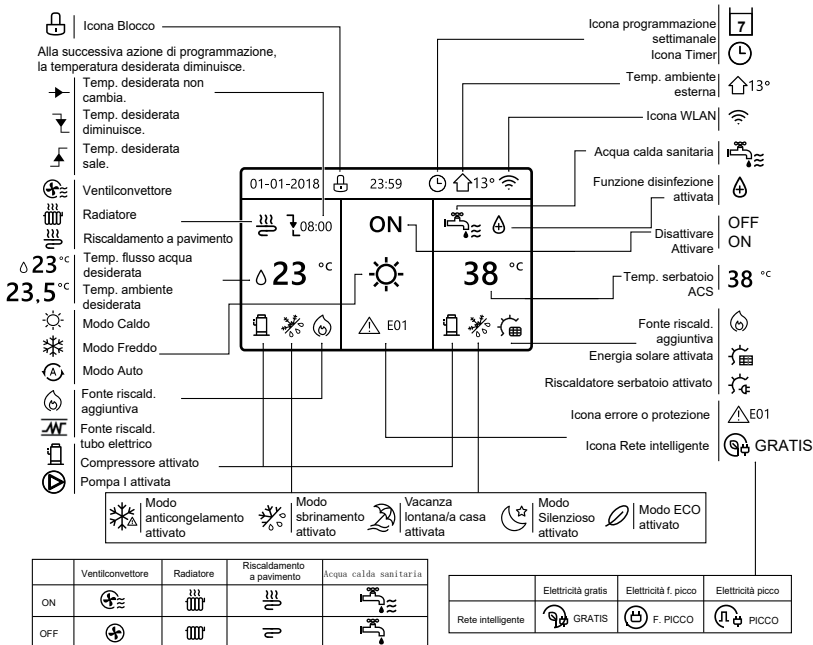 Icona Blocco
Alla successiva azione di programmazione,
la temperatura desiderata diminuisce.
Temp. desiderata non
cambia.
Temp. desiderata
diminuisce.
Temp. desiderata
sale.
Ventilconvettore
Radiatore
Riscaldamento a pavimento
23 °C
Temp. flusso acqua
desiderata
23,5 °C
Temp. ambiente
desiderata
Modo Caldo
Modo Freddo
A
Modo Auto
Fonte riscald.
aggiuntiva
Fonte riscald.
tubo elettrico
Compressore attivato
Pompa I attivata
01-01-2018
23:59
13°
08:00
23 °C
ON
E01
38 °C
Icona programmazione
settimanale
7
Icona Timer
Temp. ambiente
esterna
13°
Icona WLAN
Acqua calda sanitaria
Funzione disinfezione
attivata
Disattivare
Attivare
OFF
ON
Temp. serbatoio
ACS
38 °C
Fonte riscald.
aggiuntiva
Energia solare attivata
Riscaldatore serbatoio attivato
Icona errore o protezione
E01
Icona Rete intelligente
GRATIS
Modo
anticongelamento
attivato
Modo
sbrinamento
attivato
Vacanza
lontana/a casa
attivata
Modo
Silenzioso
attivato
Modo ECO
attivato
Ventilconvettore
Radiatore
Riscaldamento
a pavimento
Acqua calda sanitaria
ON
OFF
Elettricità gratis
Elettricità f. picco
Elettricità picco
Rete intelligente
GRATIS
F. PICCO
PICCO